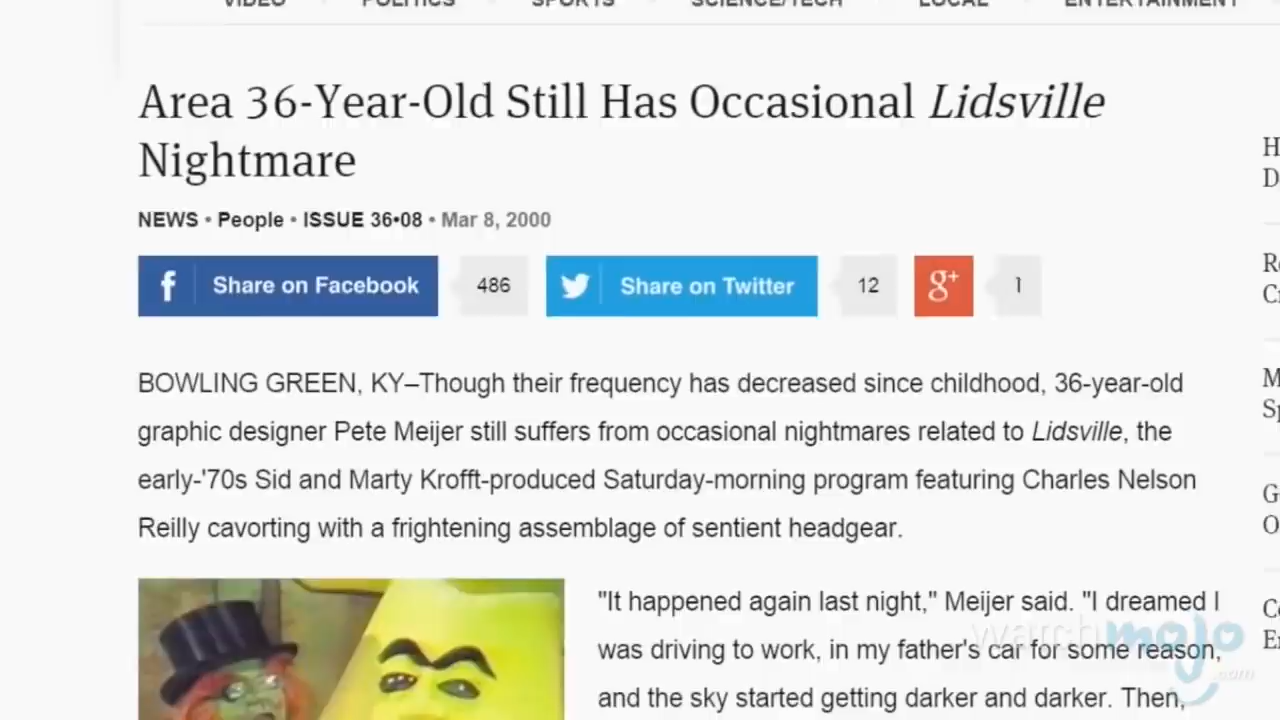 VIDEO POLITICS SPORTS SCIENCE/TECH LOCAL ENTERTAINMENT
Area 36-Year-Old Still Has Occasional Lidsville
Nightmare
NEWS • People • ISSUE 36•08 • Mar 8, 2000
f Share on Facebook 486 Share on Twitter 12 g+ 1
BOWLING GREEN, KY–Though their frequency has decreased since childhood, 36-year-old
graphic designer Pete Meijer still suffers from occasional nightmares related to Lidsville, the
early-'70s Sid and Marty Krofft-produced Saturday-morning program featuring Charles Nelson
Reilly cavorting with a frightening assemblage of sentient headgear.
"It happened again last night," Meijer said. "I dreamed I
was driving to work, in my father's car for some reason,
and the sky started getting darker and darker. Then,
watchmojo
.com